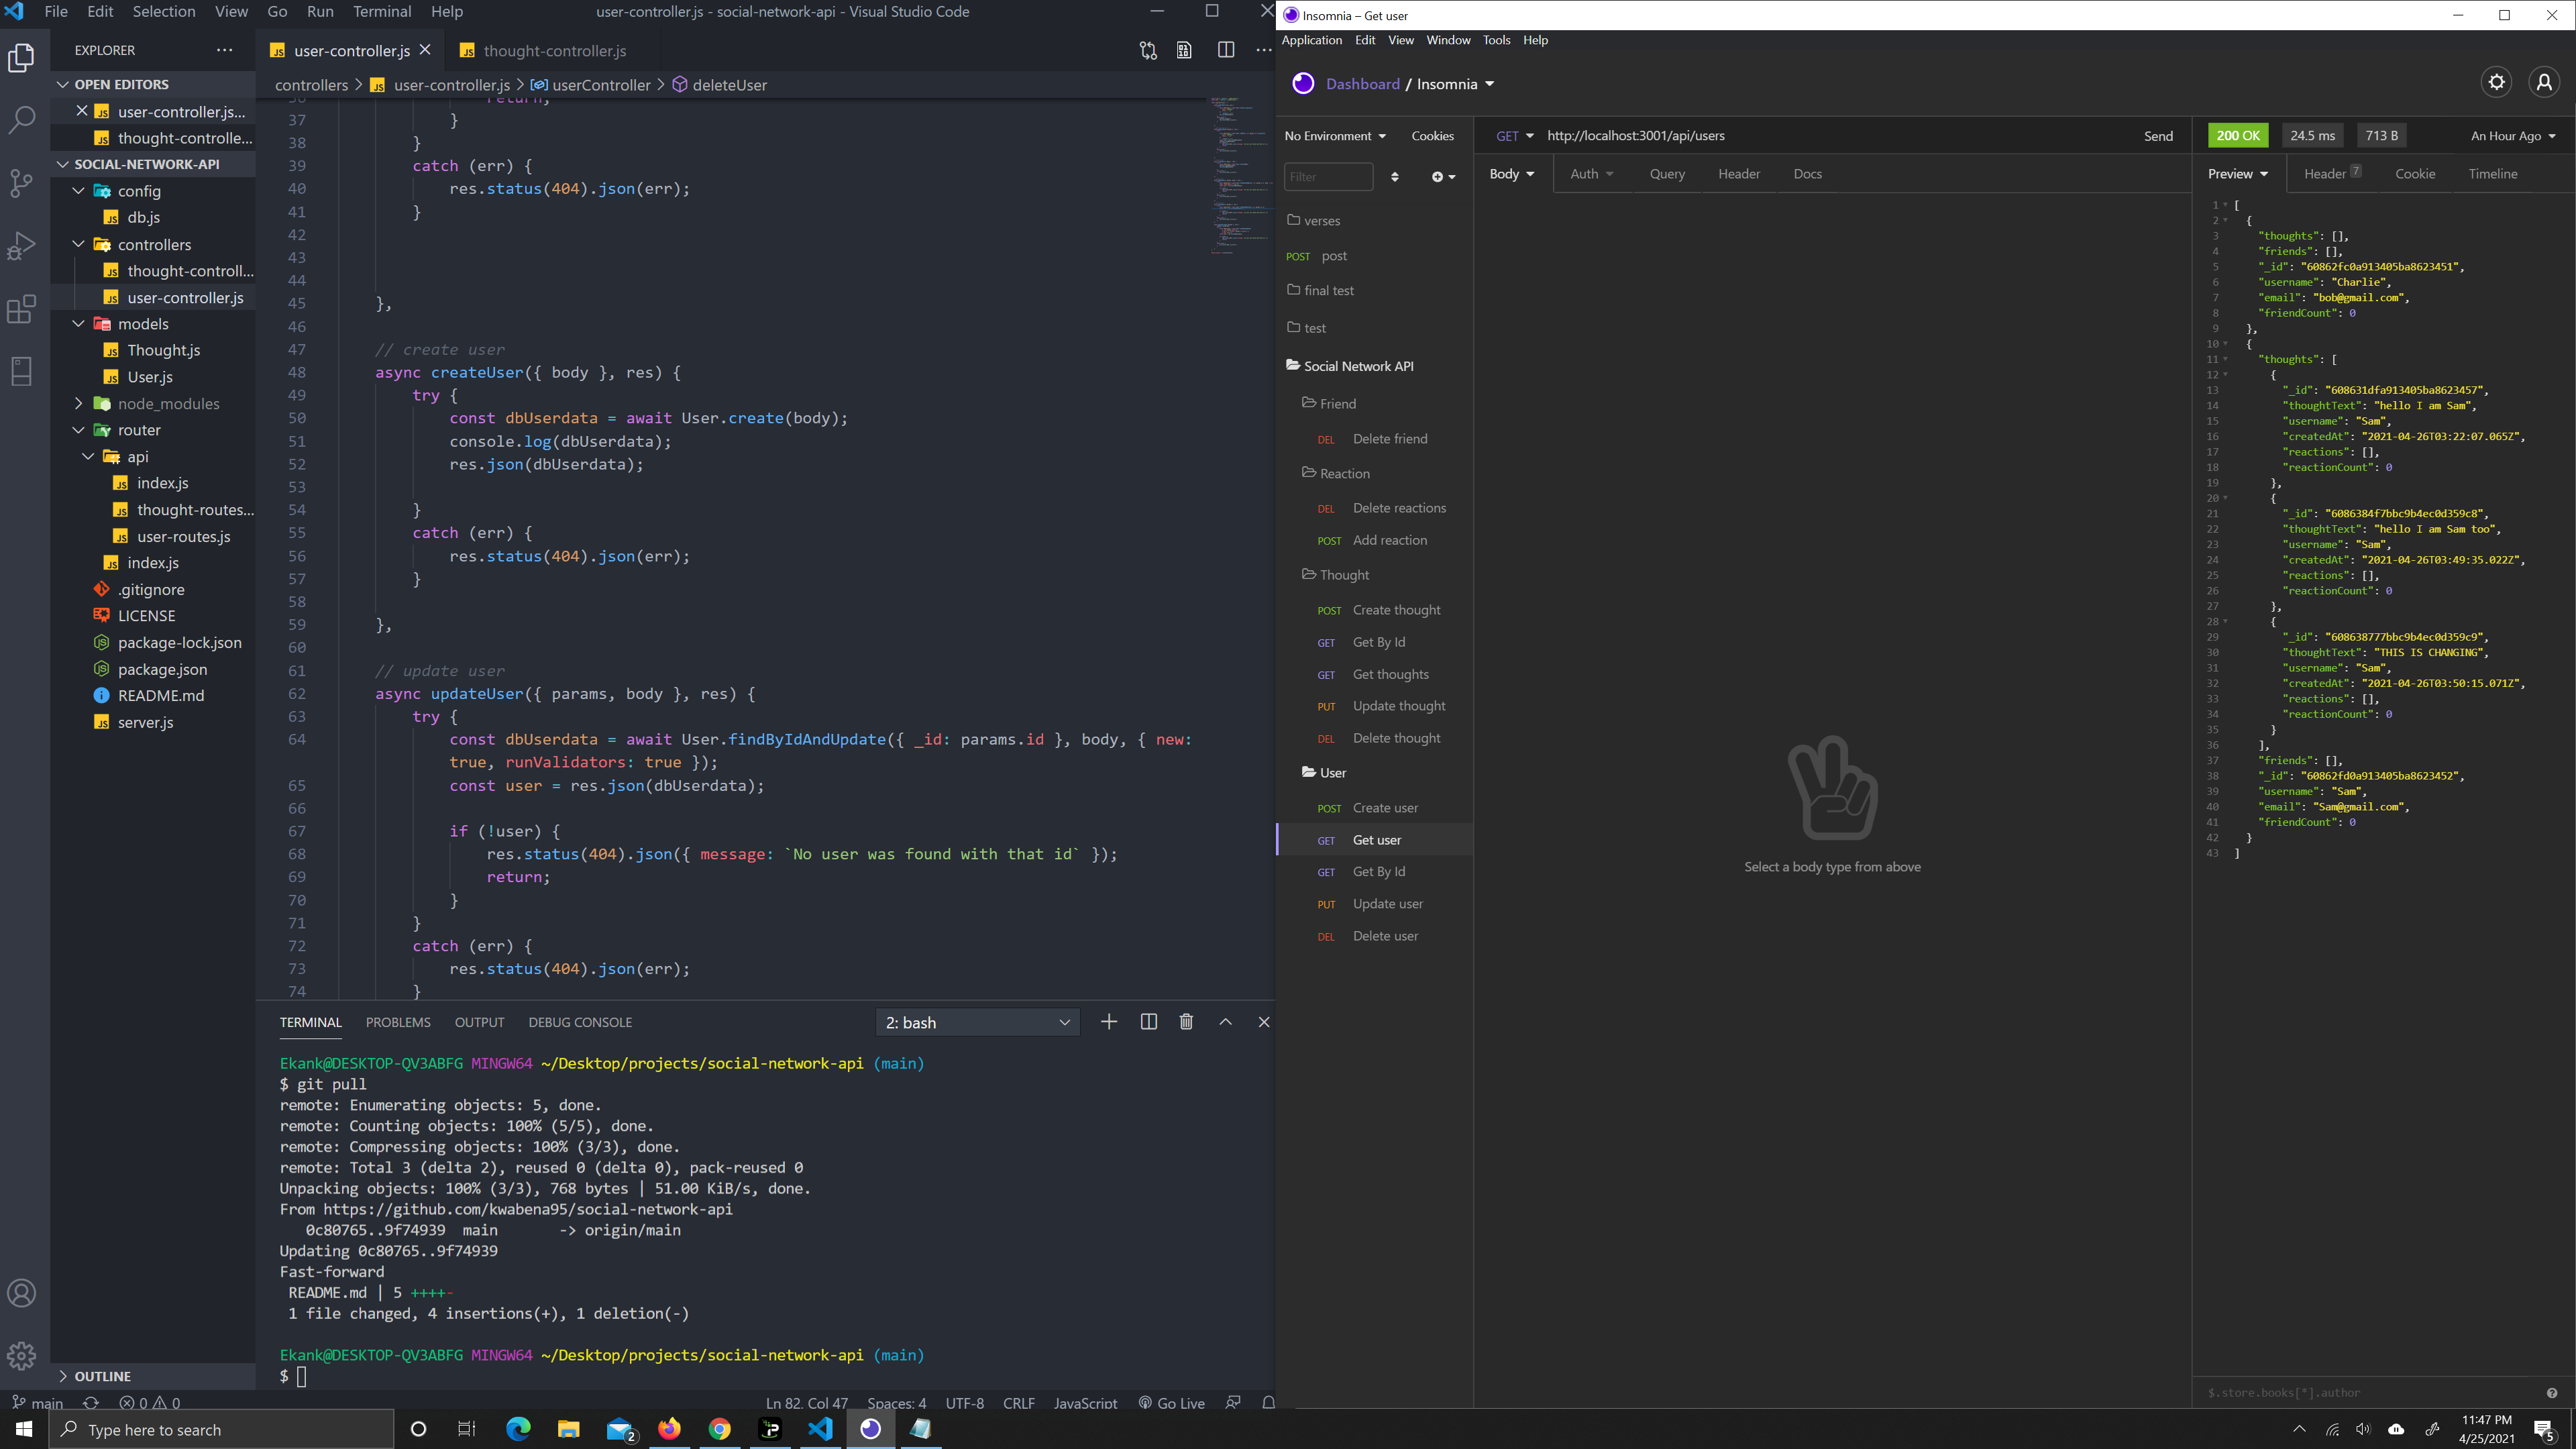 File Edit Selection View Go Run Terminal Help
user-controller.js - social-network-api - Visual Studio Code
EXPLORER
OPEN EDITORS
user-controller.js...
thought-controlle...
SOCIAL-NETWORK-API
config
db.js
controllers
thought-controll...
user-controller.js
models
Thought.js
User.js
node_modules
router
api
index.js
thought-routes...
user-routes.js
index.js
.gitignore
LICENSE
package-lock.json
package.json
README.md
server.js
OUTLINE
user-controller.js thought-controller.js
controllers > user-controller.js > userController > deleteUser
36 return;
37 }
38 }
39 catch (err) {
40 res.status(404).json(err);
41 }
42
43
44
45 },
46
47 // create user
48 async createUser({ body }, res) {
49 try {
50 const dbUserdata = await User.create(body);
51 console.log(dbUserdata);
52 res.json(dbUserdata);
53
54 }
55 catch (err) {
56 res.status(404).json(err);
57 }
58
59 },
60
61 // update user
62 async updateUser({ params, body }, res) {
63 try {
64 const dbUserdata = await User.findByIdAndUpdate({ _id: params.id }, body, { new:
true, runValidators: true });
65 const user = res.json(dbUserdata);
66
67 if (!user) {
68 res.status(404).json({ message: `No user was found with that id` });
69 return;
70 }
71 }
72 catch (err) {
73 res.status(404).json(err);
74 }
TERMINAL PROBLEMS OUTPUT DEBUG CONSOLE
2: bash
Ekank@DESKTOP-QV3ABFG MINGW64 ~/Desktop/projects/social-network-api (main)
$ git pull
remote: Enumerating objects: 5, done.
remote: Counting objects: 100% (5/5), done.
remote: Compressing objects: 100% (3/3), done.
remote: Total 3 (delta 2), reused 0 (delta 0), pack-reused 0
Unpacking objects: 100% (3/3), 768 bytes | 51.00 KiB/s, done.
From https://github.com/kwabena95/social-network-api
0c80765..9f74939 main -> origin/main
Updating 0c80765..9f74939
Fast-forward
README.md | 5 ++++-
1 file changed, 4 insertions(+), 1 deletion(-)
Ekank@DESKTOP-QV3ABFG MINGW64 ~/Desktop/projects/social-network-api (main)
$
main 0 0 Ln 82, Col 47 Spaces: 4 UTF-8 CRLF JavaScript Go Live
Insomnia – Get user
Application Edit View Window Tools Help
Dashboard / Insomnia
No Environment Cookies
Filter
verses
POST post
final test
test
Social Network API
Friend
DEL Delete friend
Reaction
DEL Delete reactions
POST Add reaction
Thought
POST Create thought
GET Get By Id
GET Get thoughts
PUT Update thought
DEL Delete thought
User
POST Create user
GET Get user
GET Get By Id
PUT Update user
DEL Delete user
GET http://localhost:3001/api/users Send
Body Auth Query Header Docs
Select a body type from above
200 OK 24.5 ms 713 B An Hour Ago
Preview Header 7 Cookie Timeline
1 [
2 {
3 "thoughts": [],
4 "friends": [],
5 "_id": "60862fc0a913405ba8623451",
6 "username": "Charlie",
7 "email": "bob@gmail.com",
8 "friendCount": 0
9 },
10 {
11 "thoughts": [
12 {
13 "_id": "608631dfa913405ba8623457",
14 "thoughtText": "hello I am Sam",
15 "username": "Sam",
16 "createdAt": "2021-04-26T03:22:07.065Z",
17 "reactions": [],
18 "reactionCount": 0
19 },
20 {
21 "_id": "6086384f7bbc9b4ec0d359c8",
22 "thoughtText": "hello I am Sam too",
23 "username": "Sam",
24 "createdAt": "2021-04-26T03:49:35.022Z",
25 "reactions": [],
26 "reactionCount": 0
27 },
28 {
29 "_id": "608638777bbc9b4ec0d359c9",
30 "thoughtText": "THIS IS CHANGING",
31 "username": "Sam",
32 "createdAt": "2021-04-26T03:50:15.071Z",
33 "reactions": [],
34 "reactionCount": 0
35 }
36 ],
37 "friends": [],
38 "_id": "60862fd0a913405ba8623452",
39 "username": "Sam",
40 "email": "Sam@gmail.com",
41 "friendCount": 0
42 }
43 ]
$.store.books[*].author
Type here to search
2
11:47 PM
4/25/2021
5